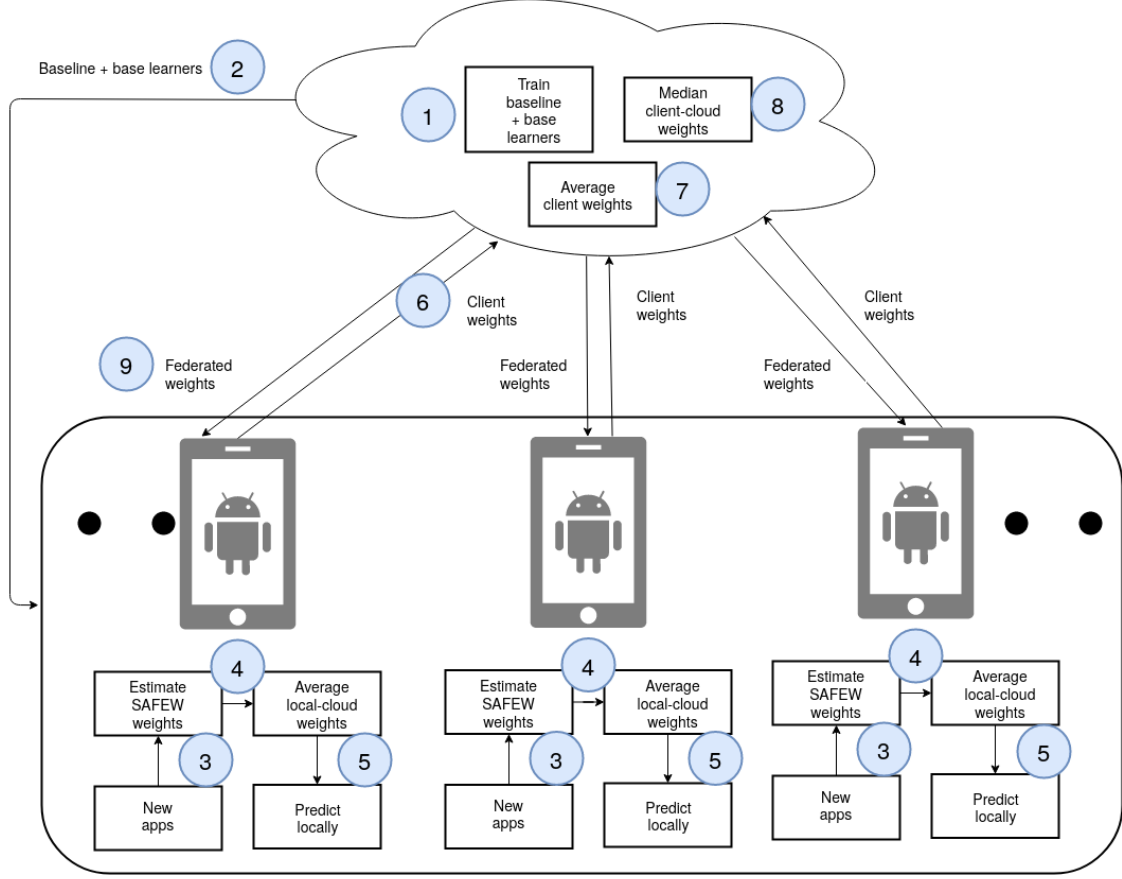 Baseline + base learners
2
1
Train
baseline
+ base
learners
Median
client-cloud
weights
8
Average
client weights
7
6
Client
weights
Client
weights
Client
weights
9
Federated
weights
Federated
weights
Federated
weights
4
Estimate
SAFEW
weights
Average
local-cloud
weights
3
5
New
apps
Predict
locally
4
Estimate
SAFEW
weights
Average
local-cloud
weights
3
5
New
apps
Predict
locally
4
Estimate
SAFEW
weights
Average
local-cloud
weights
3
5
New
apps
Predict
locally